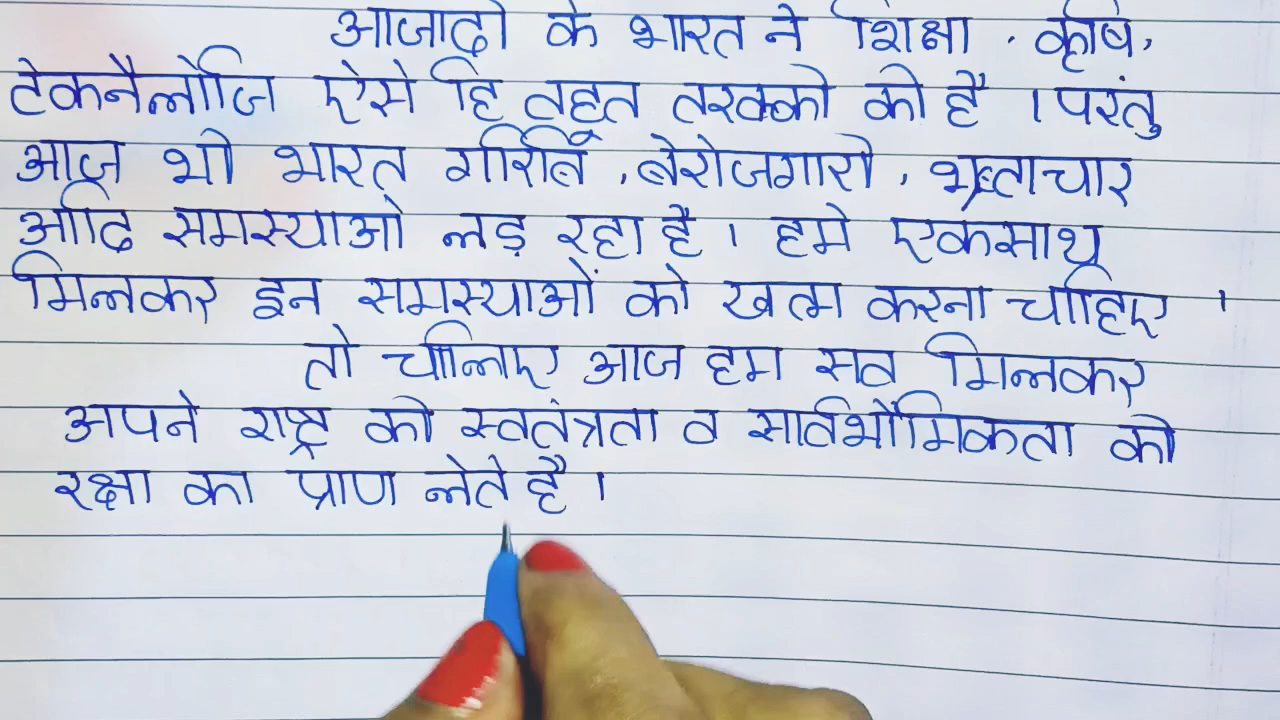 आजादी के भारत ने शिक्षा , कृषि,
टेकनैलॉजि ऐसे हि बहुत तरक्की की है । परंतु
आज भी भारत गरिबि , बेरोजगारी , भ्रष्टाचार
आदि समस्याओ लड़ रहा है । हमे एकसाथ
मिलकर इन समस्याओं को खत्म करना चाहिए ।
तो चलिए आज हम सब मिलकर
अपने राष्ट्र की स्वतंत्रता व सार्वभौमिकता की
रक्षा का प्राण लेते है ।